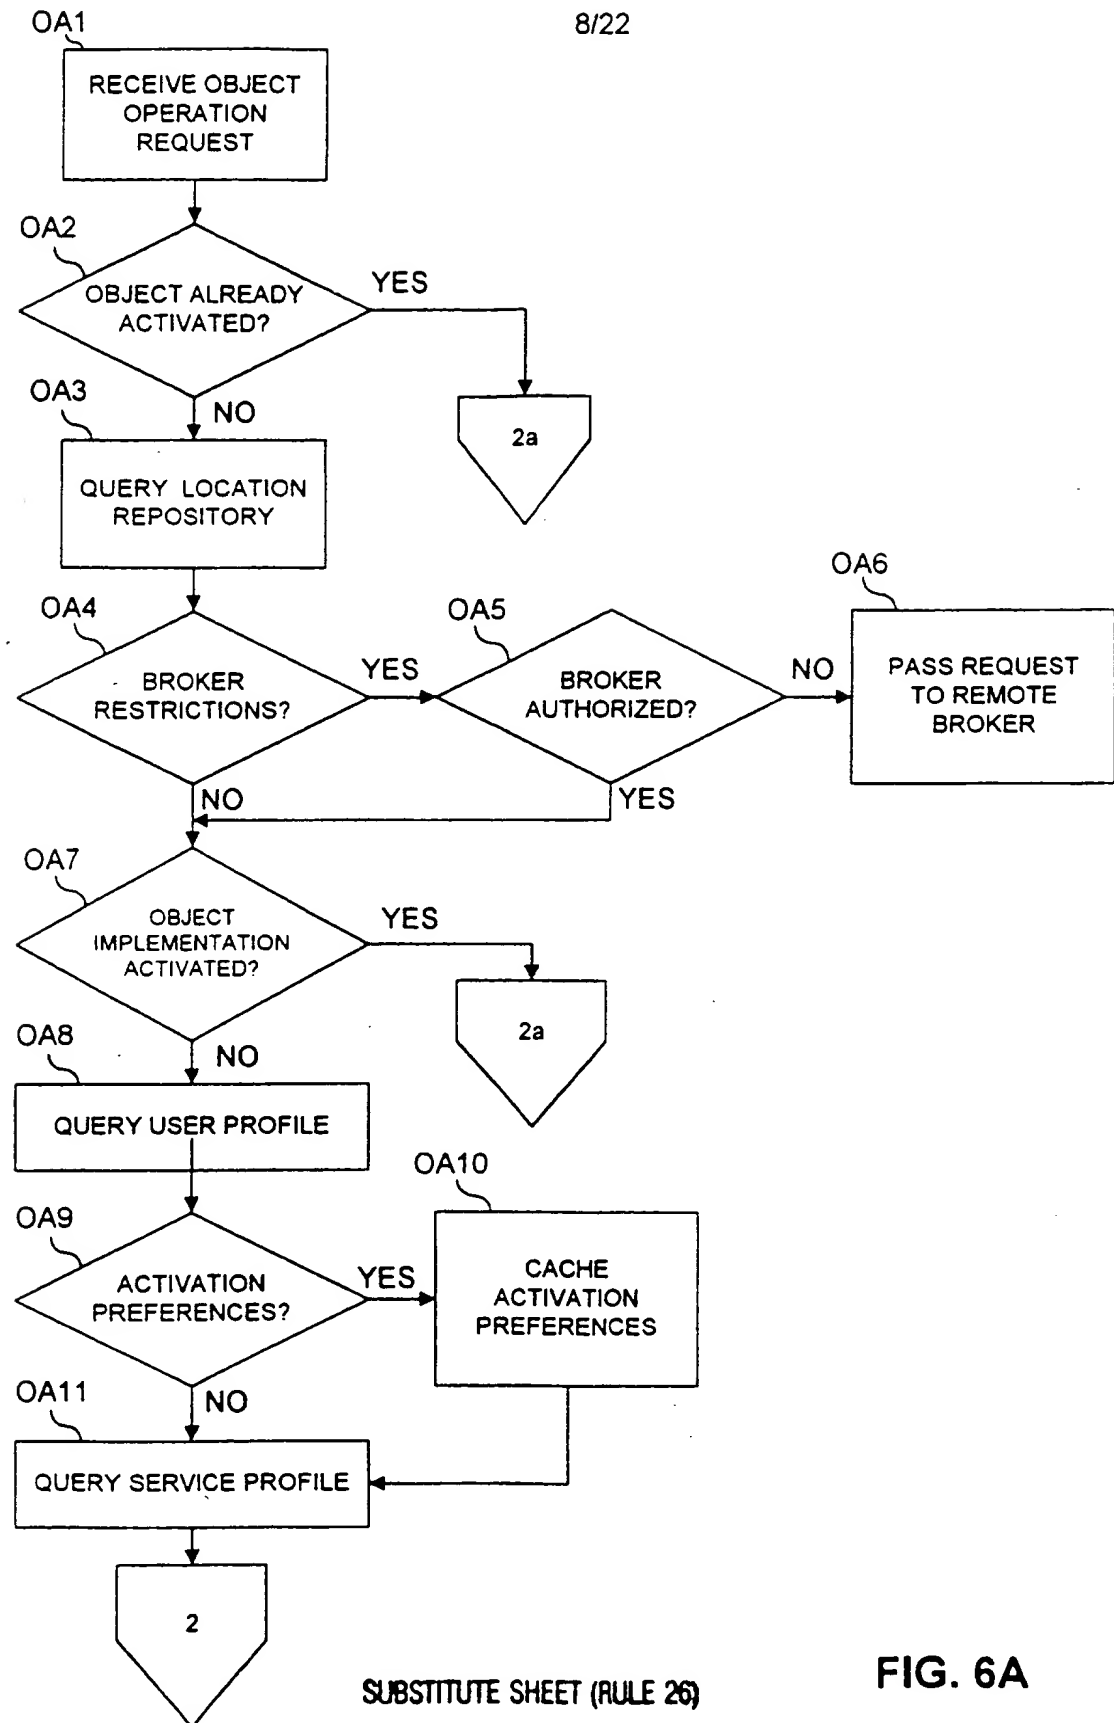 8/22
OA1
RECEIVE OBJECT
OPERATION
REQUEST
OA2
OBJECT ALREADY
ACTIVATED?
YES
NO
2a
OA3
QUERY LOCATION
REPOSITORY
OA4
BROKER
RESTRICTIONS?
YES
NO
OA5
BROKER
AUTHORIZED?
NO
YES
OA6
PASS REQUEST
TO REMOTE
BROKER
OA7
OBJECT
IMPLEMENTATION
ACTIVATED?
YES
NO
2a
OA8
QUERY USER PROFILE
OA9
ACTIVATION
PREFERENCES?
YES
NO
OA10
CACHE
ACTIVATION
PREFERENCES
OA11
QUERY SERVICE PROFILE
2
SUBSTITUTE SHEET (RULE 26)
FIG. 6A